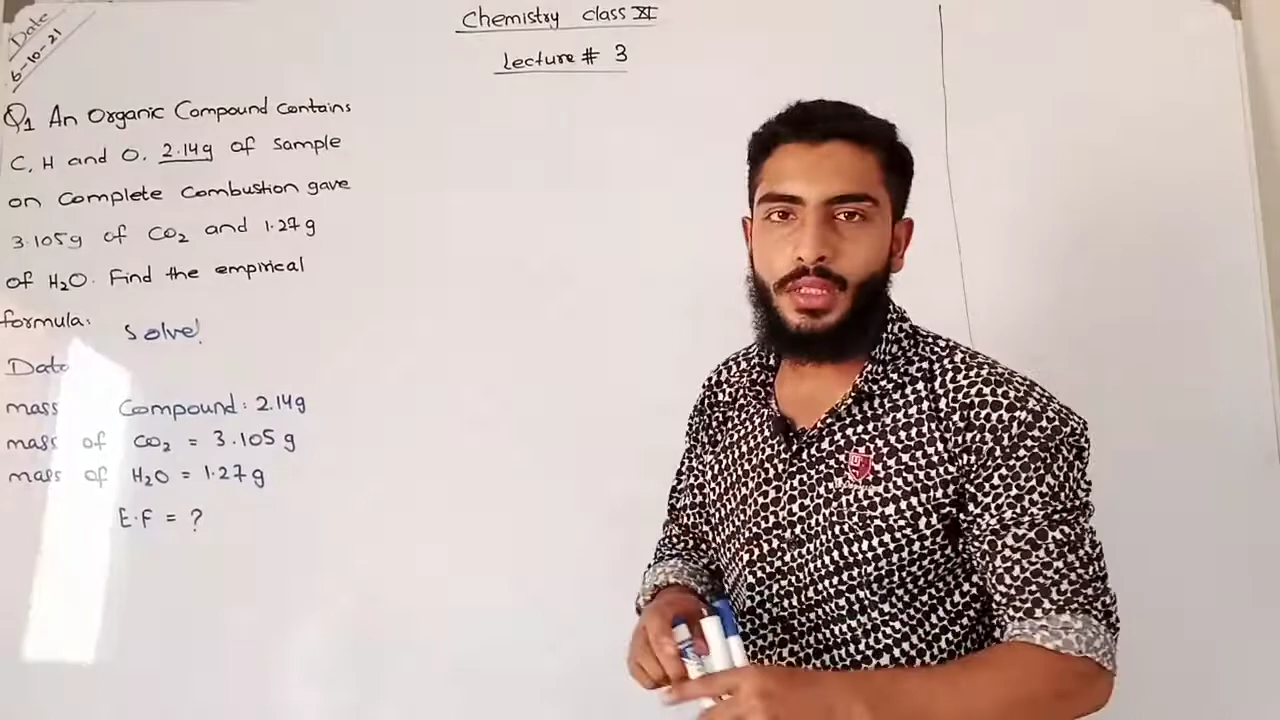 Date
6-10-21
Chemistry class XI
Lecture # 3
Q1 An Organic Compound contains
C, H and O. 2.14g of sample
on complete combustion gave
3.105g of CO₂ and 1.27g
of H₂O. Find the empirical
formula.
Solve!
Data
mass Compound: 2.14g
mass of CO₂ = 3.105 g
mass of H₂O = 1.27 g
E.F = ?